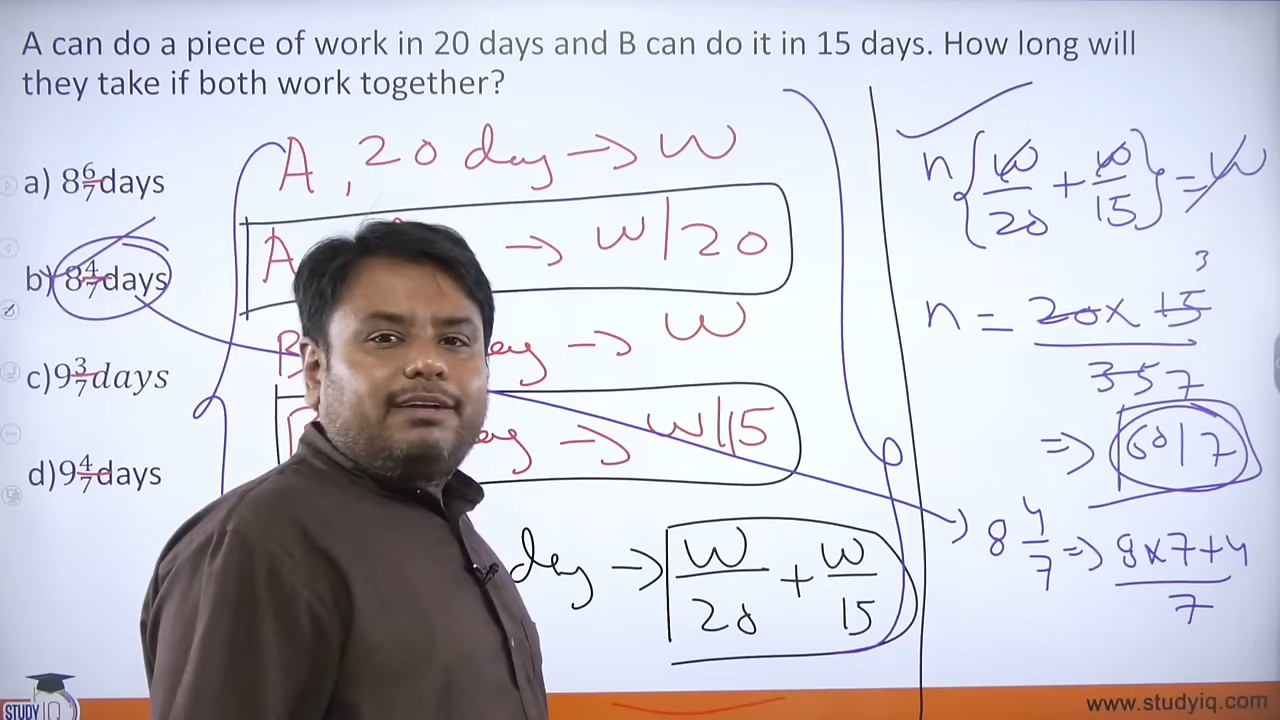 A can do a piece of work in 20 days and B can do it in 15 days. How long will
they take if both work together?
a) 8 6/7 days
b) 8 4/7 days
c) 9 3/7 days
d) 9 4/7 days
A, 20 day → W
A → W/20
B → W
→ W/15
day → W/20 + W/15
n{W/20 + W/15} = W
3
n = 20x 15
35 7
⇒ 60/7
8 4/7 ⇒ 8x7+4
7
STUDY IQ
www.studyiq.com